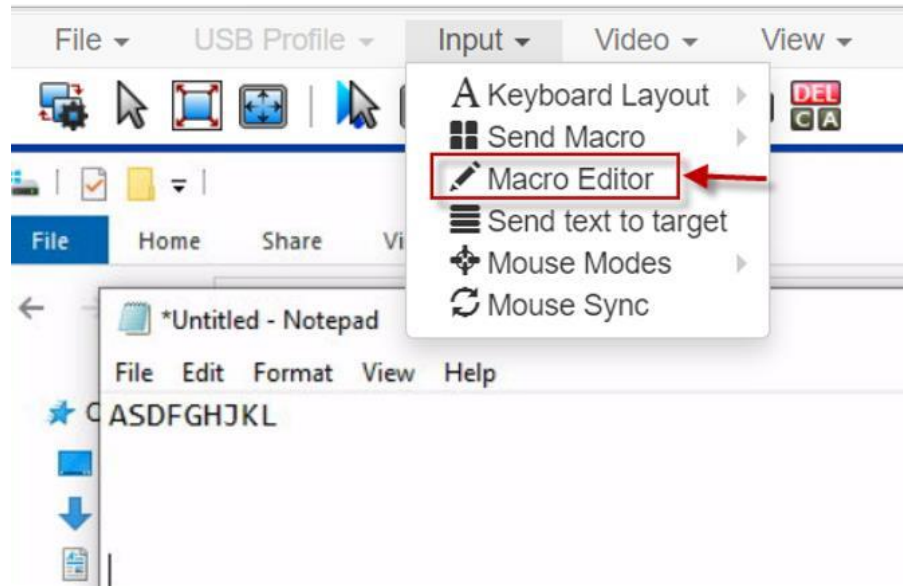 File USB Profile Input Video View
A Keyboard Layout
Send Macro
Macro Editor
Send text to target
Mouse Modes
Mouse Sync
DEL
C A
File Home Share Vi
*Untitled - Notepad
File Edit Format View Help
ASDFGHJKL